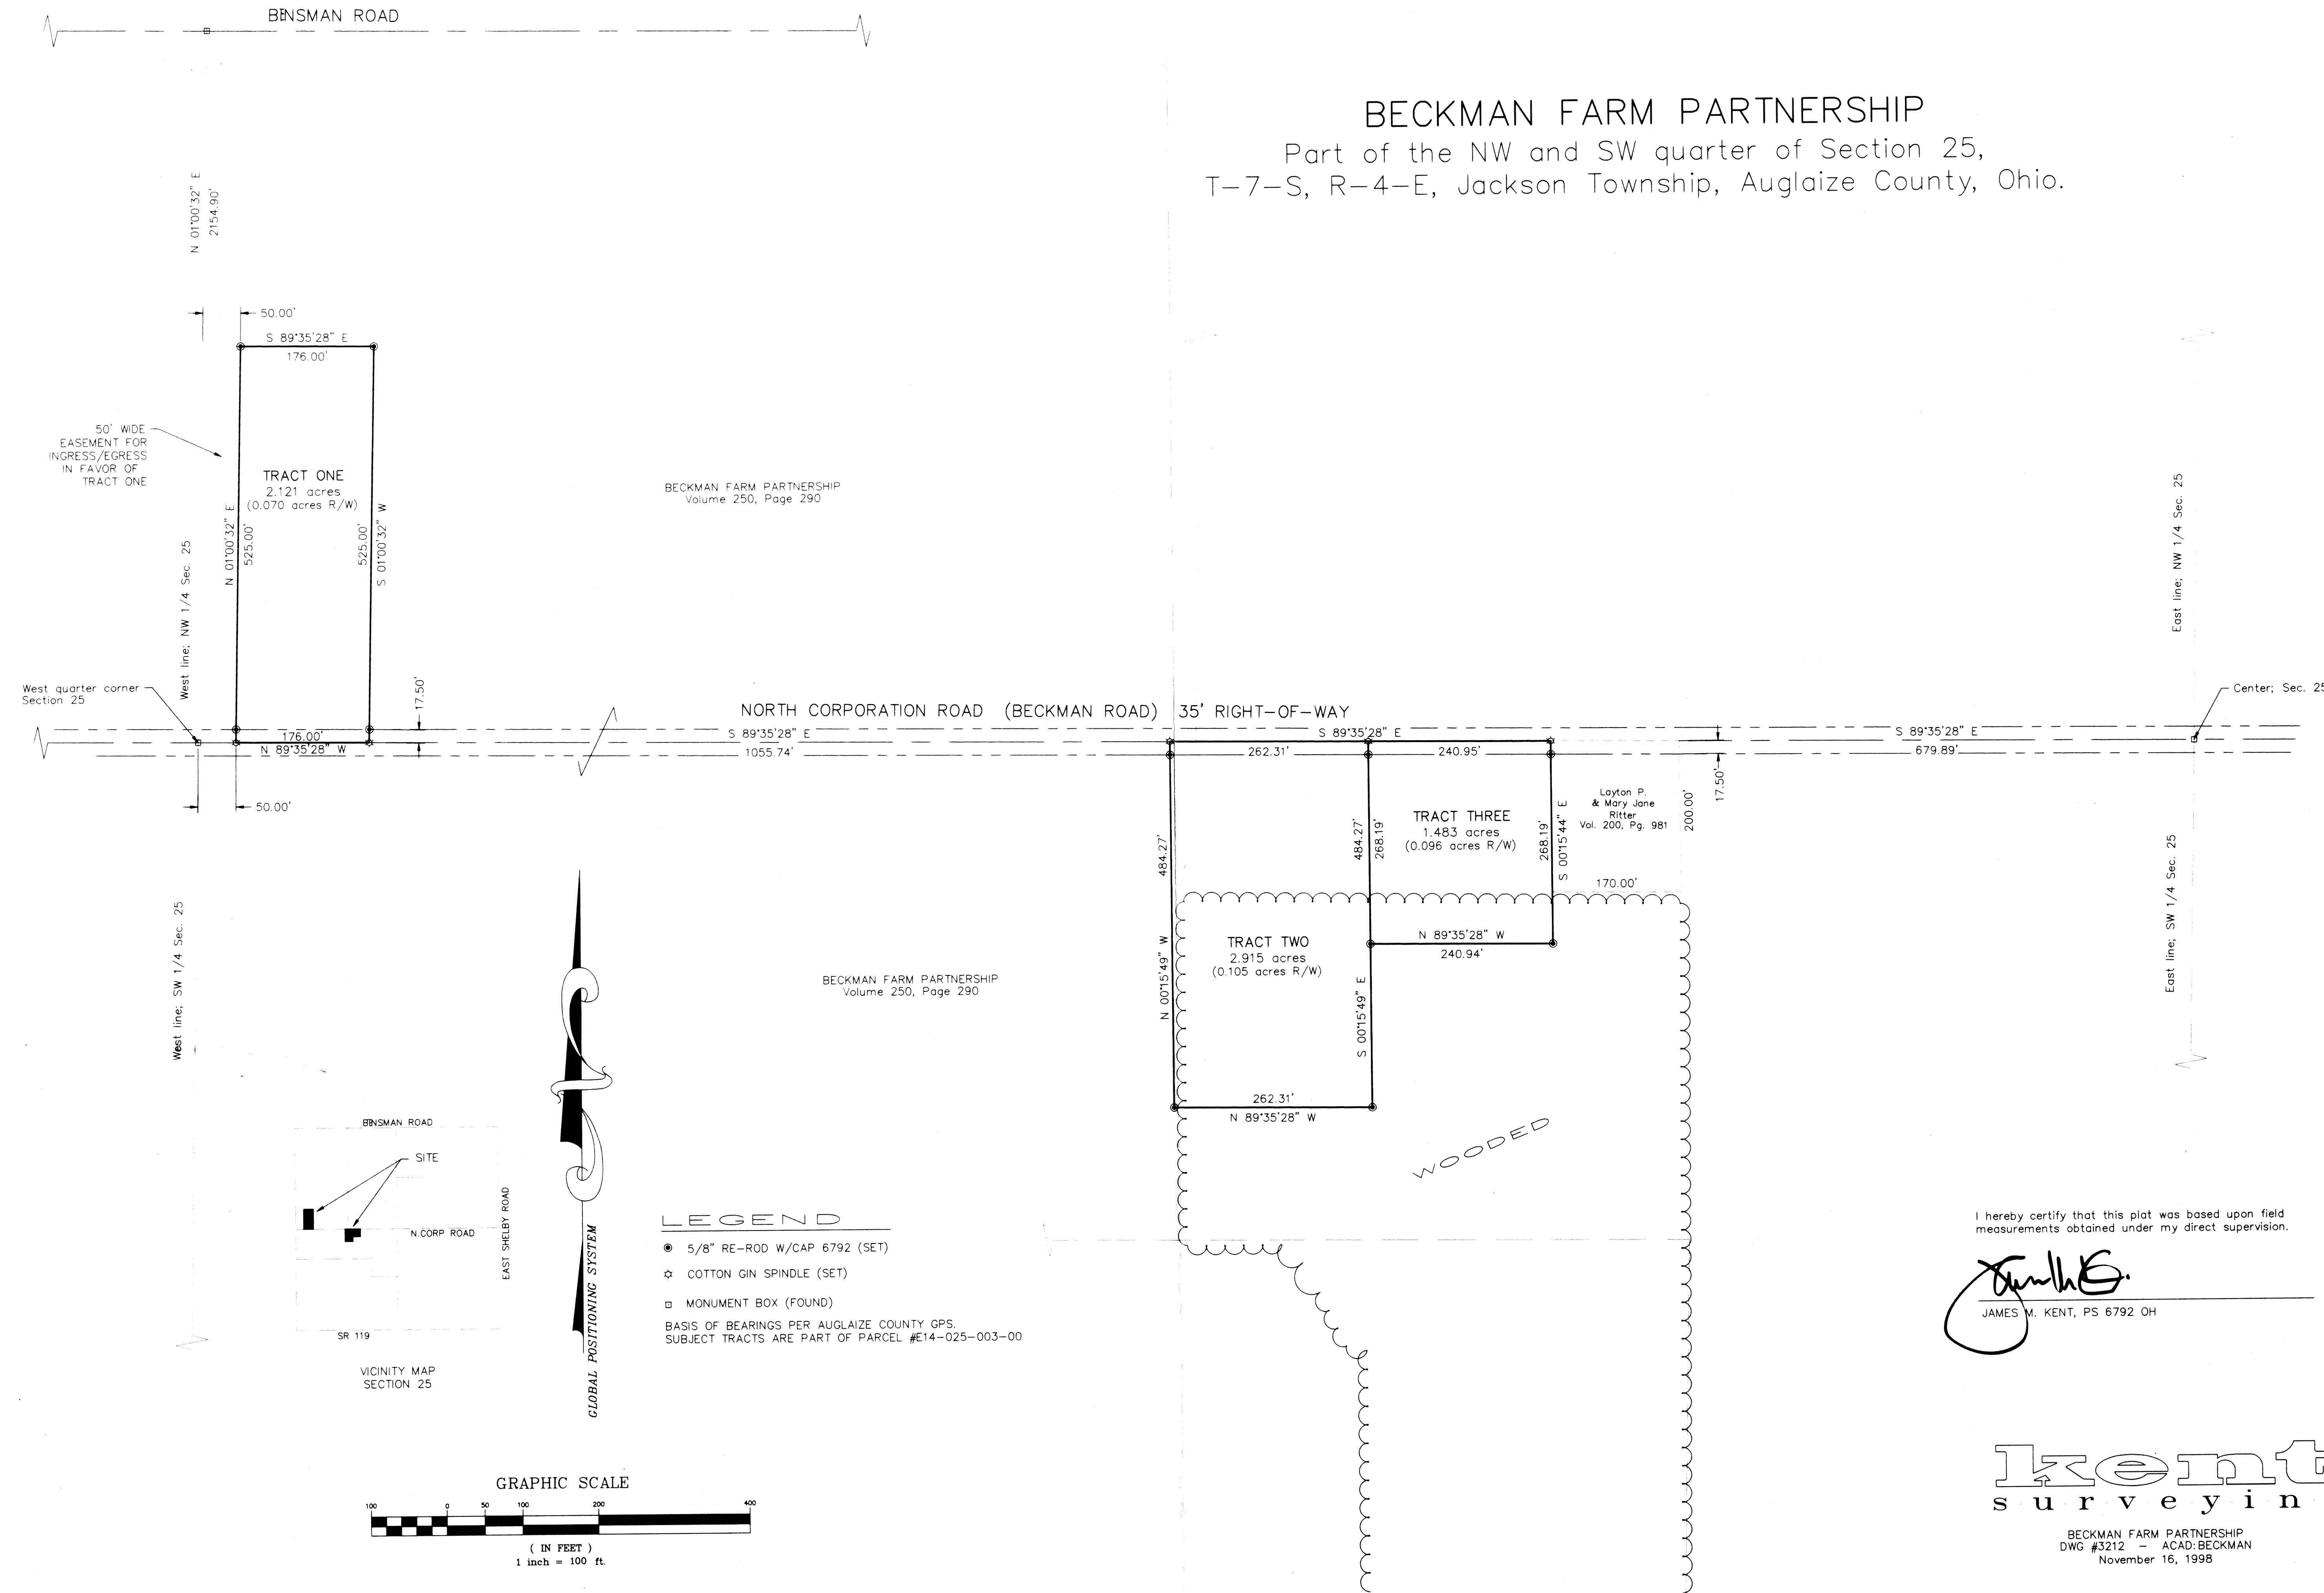 BENSMAN ROAD
BECKMAN FARM PARTNERSHIP
Part of the NW and SW quarter of Section 25,
T-7-S, R-4-E, Jackson Township, Auglaize County, Ohio.
N 01°00'32" E
2154.90'
50.00'
S 89°35'28" E
176.00'
50' WIDE
EASEMENT FOR
INGRESS/EGRESS
IN FAVOR OF
TRACT ONE
TRACT ONE
2.121 acres
(0.070 acres R/W)
N 01°00'32" E
525.00'
525.00'
S 01°00'32" W
West line; NW 1/4 Sec. 25
BECKMAN FARM PARTNERSHIP
Volume 250, Page 290
East line; NW 1/4 Sec. 25
West quarter corner
Section 25
17.50'
Center; Sec. 25
NORTH CORPORATION ROAD (BECKMAN ROAD) 35' RIGHT-OF-WAY
176.00'
N 89°35'28" W
S 89°35'28" E
1055.74'
S 89°35'28" E
262.31'
240.95'
S 89°35'28" E
679.89'
50.00'
17.50'
484.27'
484.27'
268.19'
TRACT THREE
1.483 acres
(0.096 acres R/W)
268.19'
S 00°15'44" E
Layton P.
& Mary Jane
Ritter
Vol. 200, Pg. 981
200.00'
170.00'
West line; SW 1/4 Sec. 25
East line; SW 1/4 Sec. 25
N 00°15'49" W
TRACT TWO
2.915 acres
(0.105 acres R/W)
N 89°35'28" W
240.94'
S 00°15'49" E
BECKMAN FARM PARTNERSHIP
Volume 250, Page 290
262.31'
N 89°35'28" W
WOODED
BENSMAN ROAD
SITE
N.CORP ROAD
EAST SHELBY ROAD
SR 119
VICINITY MAP
SECTION 25
GLOBAL POSITIONING SYSTEM
LEGEND
5/8" RE-ROD W/CAP 6792 (SET)
COTTON GIN SPINDLE (SET)
MONUMENT BOX (FOUND)
BASIS OF BEARINGS PER AUGLAIZE COUNTY GPS.
SUBJECT TRACTS ARE PART OF PARCEL #E14-025-003-00
I hereby certify that this plat was based upon field
measurements obtained under my direct supervision.
JAMES M. KENT, PS 6792 OH
GRAPHIC SCALE
100 0 50 100 200 400
( IN FEET )
1 inch = 100 ft.
kent
surveyin
BECKMAN FARM PARTNERSHIP
DWG #3212 - ACAD:BECKMAN
November 16, 1998